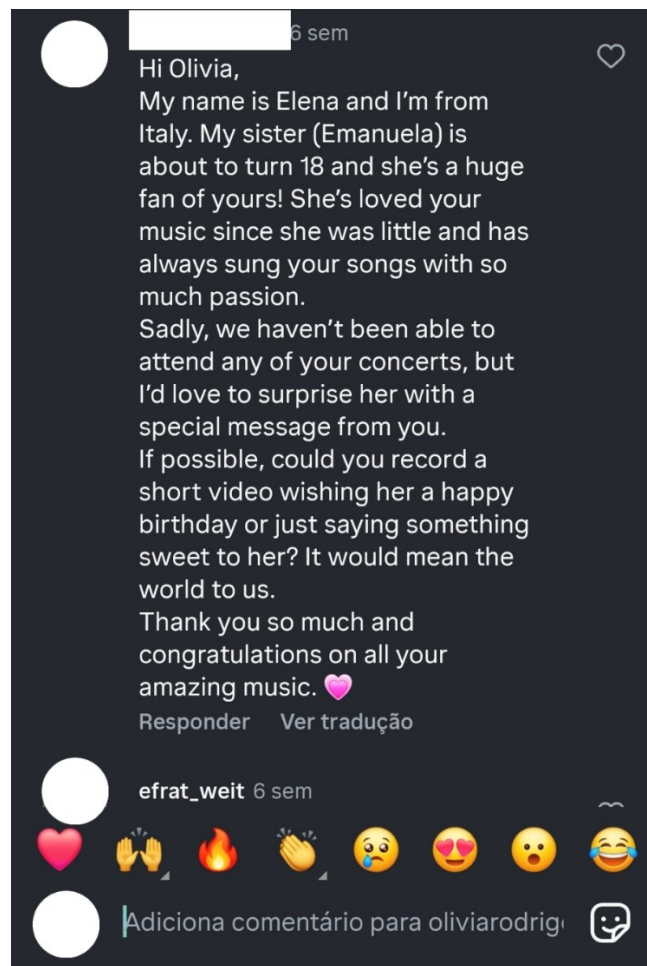 6 sem
Hi Olivia,
My name is Elena and I’m from
Italy. My sister (Emanuela) is
about to turn 18 and she’s a huge
fan of yours! She’s loved your
music since she was little and has
always sung your songs with so
much passion.
Sadly, we haven’t been able to
attend any of your concerts, but
I’d love to surprise her with a
special message from you.
If possible, could you record a
short video wishing her a happy
birthday or just saying something
sweet to her? It would mean the
world to us.
Thank you so much and
congratulations on all your
amazing music. 💗
Responder Ver tradução
efrat_weit 6 sem
Adiciona comentário para oliviarodrigo